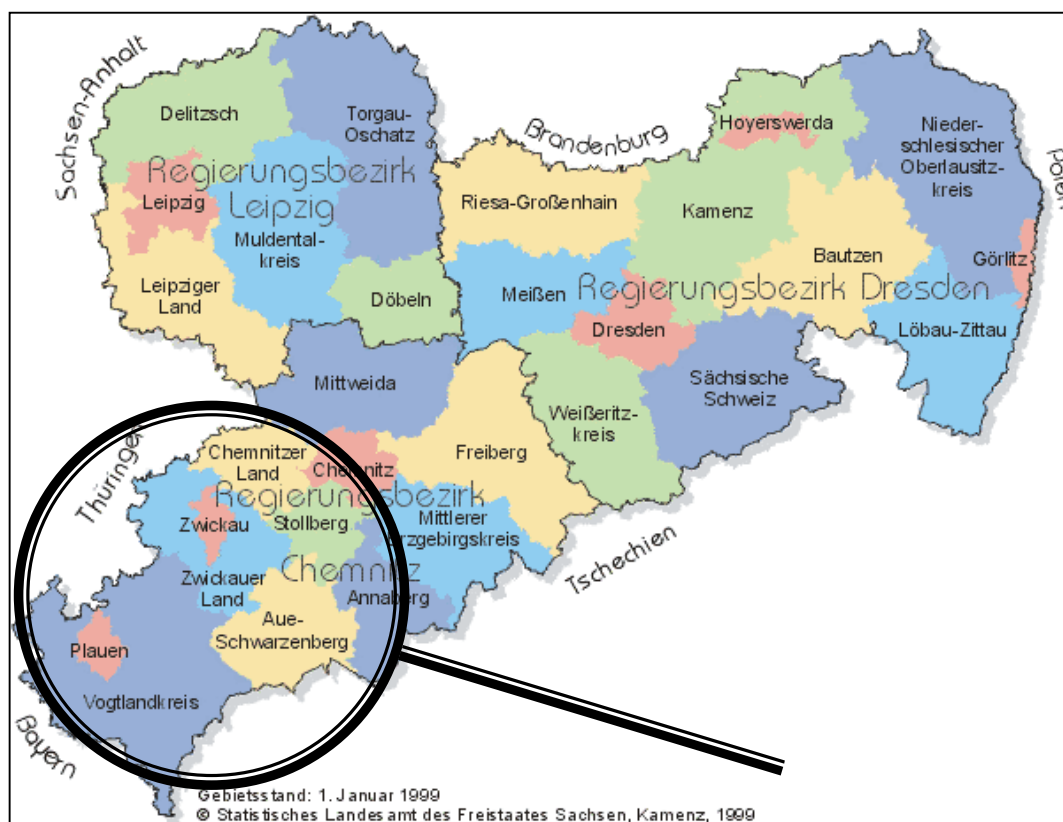 Sachsen-Anhalt
Delitzsch
Torgau-
Oschatz
Brandenburg
Hoyerswerda
Nieder-
schlesischer
Oberlausitz-
kreis
Polen
Regierungsbezirk
Leipzig
Leipzig
Muldental-
kreis
Riesa-Großenhain
Kamenz
Bautzen
Görlitz
Leipziger
Land
Döbeln
Meißen
Regierungsbezirk Dresden
Dresden
Löbau-Zittau
Mittweida
Sächsische
Schweiz
Weißeritz-
kreis
Thüringen
Chemnitzer
Land
Chemnitz
Freiberg
Regierungsbezirk
Chemnitz
Zwickau
Stollberg
Mittlerer
Erzgebirgskreis
Tschechien
Zwickauer
Land
Annaberg
Aue-
Schwarzenberg
Plauen
Vogtlandkreis
Bayern
Gebietsstand: 1. Januar 1999
© Statistisches Landesamt des Freistaates Sachsen, Kamenz, 1999